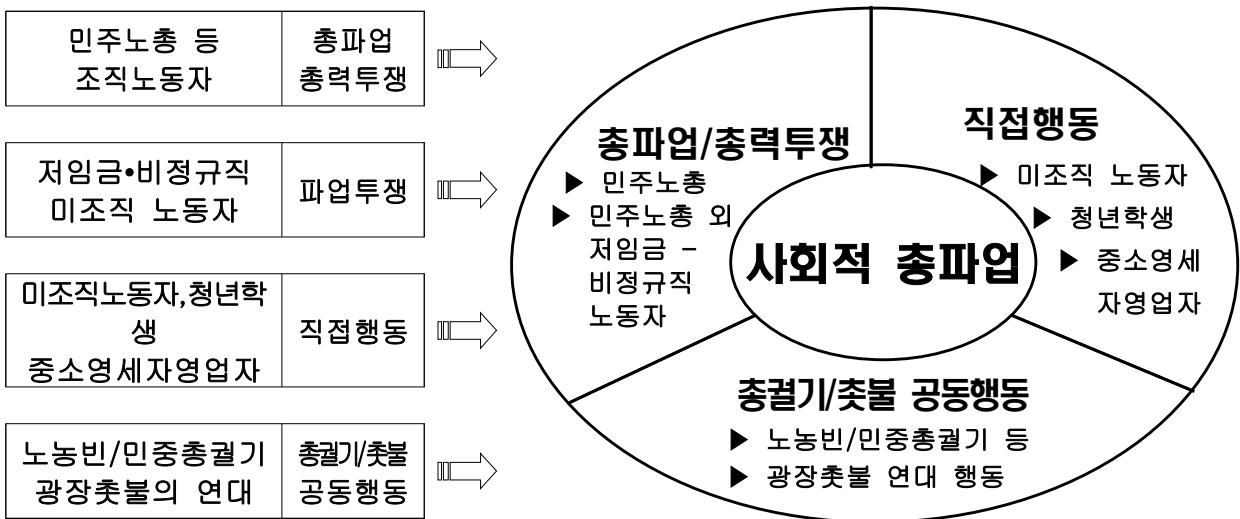 민주노총 등
조직노동자
총파업
총력투쟁
저임금•비정규직
미조직 노동자
파업투쟁
미조직노동자,청년학
생
중소영세자영업자
직접행동
노농빈/민중총궐기
광장촛불의 연대
총궐기/촛불
공동행동
총파업/총력투쟁
▶ 민주노총
▶ 민주노총 외
저임금 –
비정규직
노동자
직접행동
▶ 미조직 노동자
▶ 청년학생
▶ 중소영세
자영업자
사회적 총파업
총궐기/촛불 공동행동
▶ 노농빈/민중총궐기 등
▶ 광장촛불 연대 행동